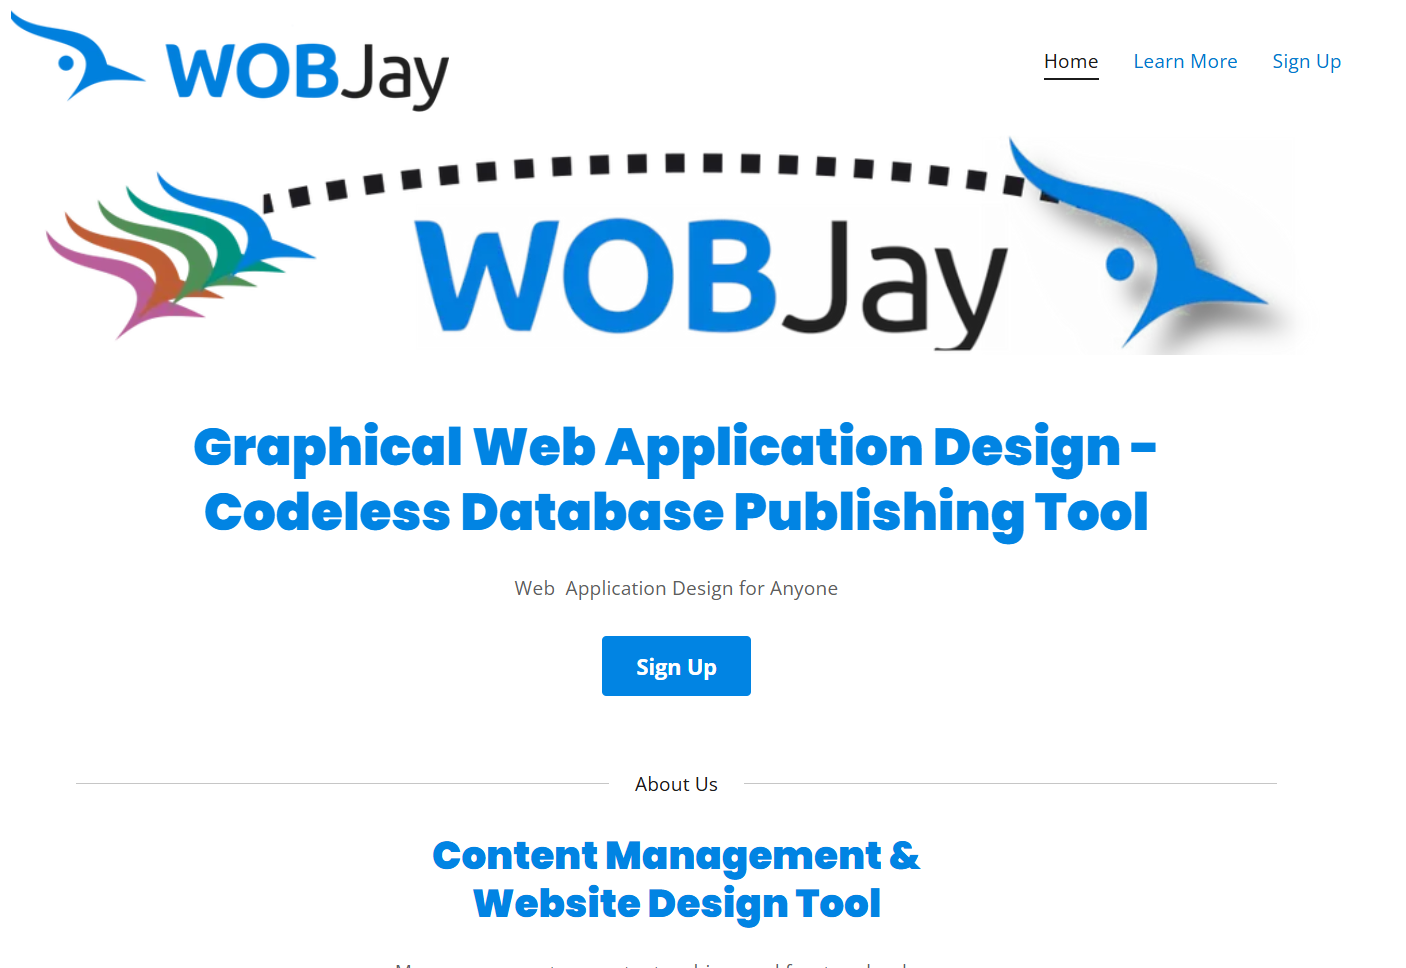 WOBJay
Home Learn More Sign Up
WOBJay
Graphical Web Application Design -
Codeless Database Publishing Tool
Web  Application Design for Anyone
Sign Up
About Us
Content Management &
Website Design Tool